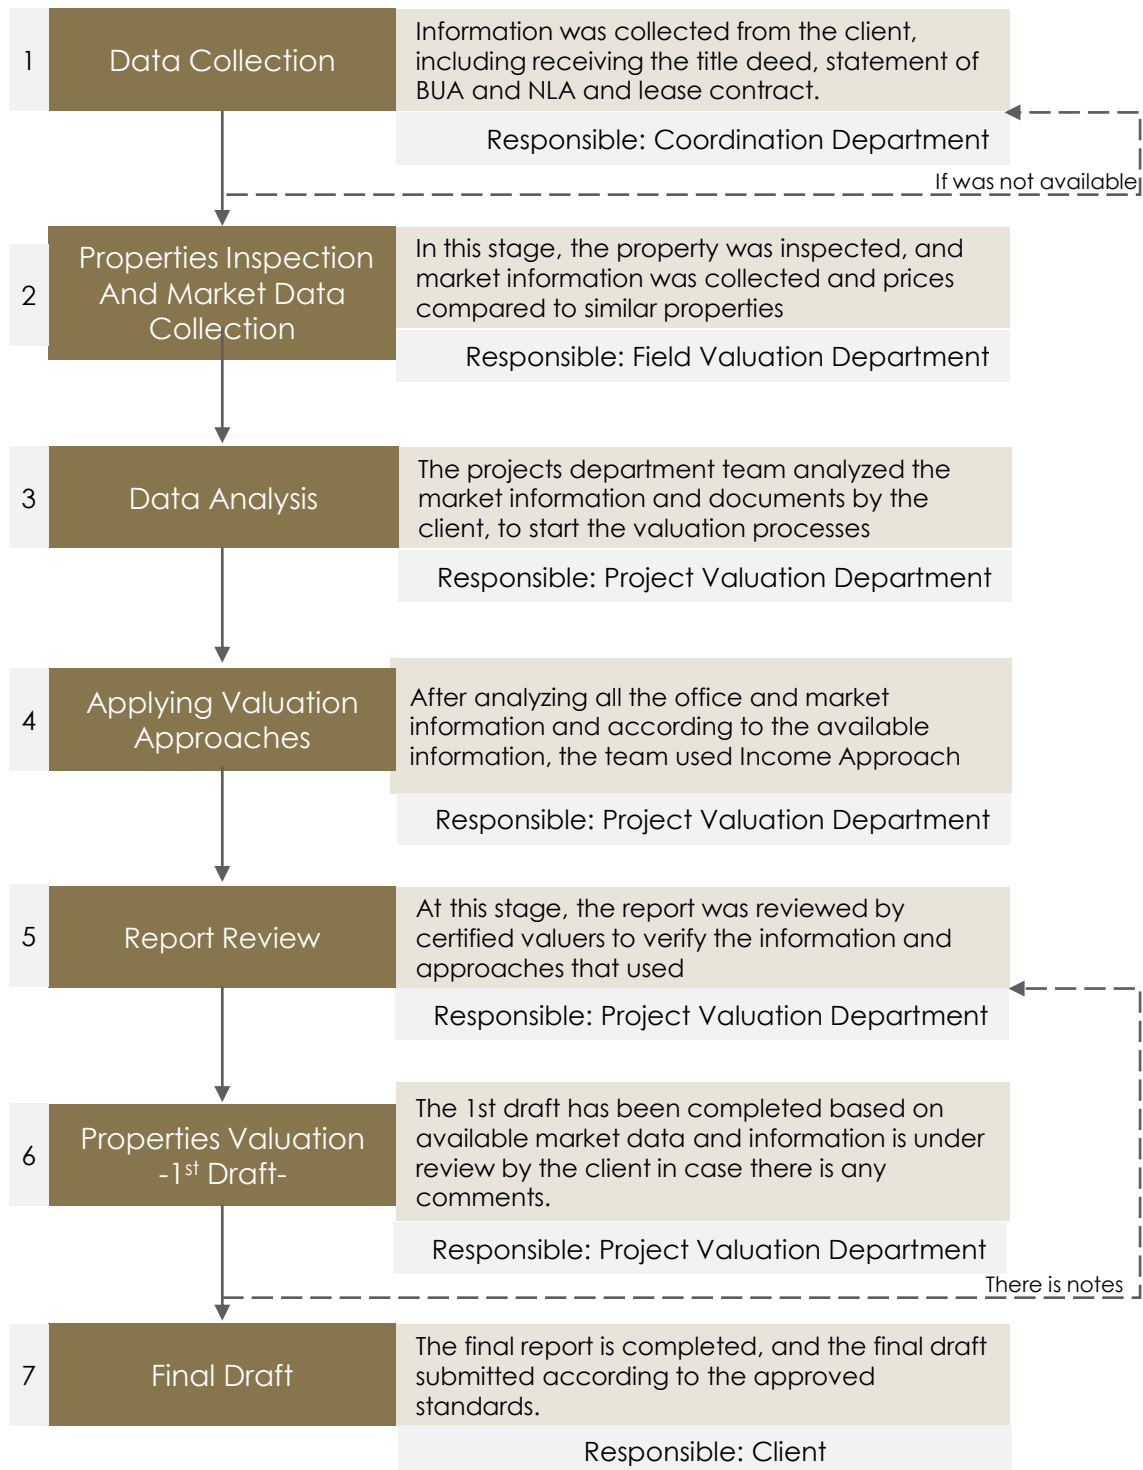 1
Data Collection
Information was collected from the client,
including receiving the title deed, statement of
BUA and NLA and lease contract.
Responsible: Coordination Department
If was not available
2
Properties Inspection
And Market Data
Collection
In this stage, the property was inspected, and
market information was collected and prices
compared to similar properties
Responsible: Field Valuation Department
3
Data Analysis
The projects department team analyzed the
market information and documents by the
client, to start the valuation processes
Responsible: Project Valuation Department
4
Applying Valuation
Approaches
After analyzing all the office and market
information and according to the available
information, the team used Income Approach
Responsible: Project Valuation Department
5
Report Review
At this stage, the report was reviewed by
certified valuers to verify the information and
approaches that used
Responsible: Project Valuation Department
6
Properties Valuation
-1st Draft-
The 1st draft has been completed based on
available market data and information is under
review by the client in case there is any
comments.
Responsible: Project Valuation Department
There is notes
7
Final Draft
The final report is completed, and the final draft
submitted according to the approved
standards.
Responsible: Client